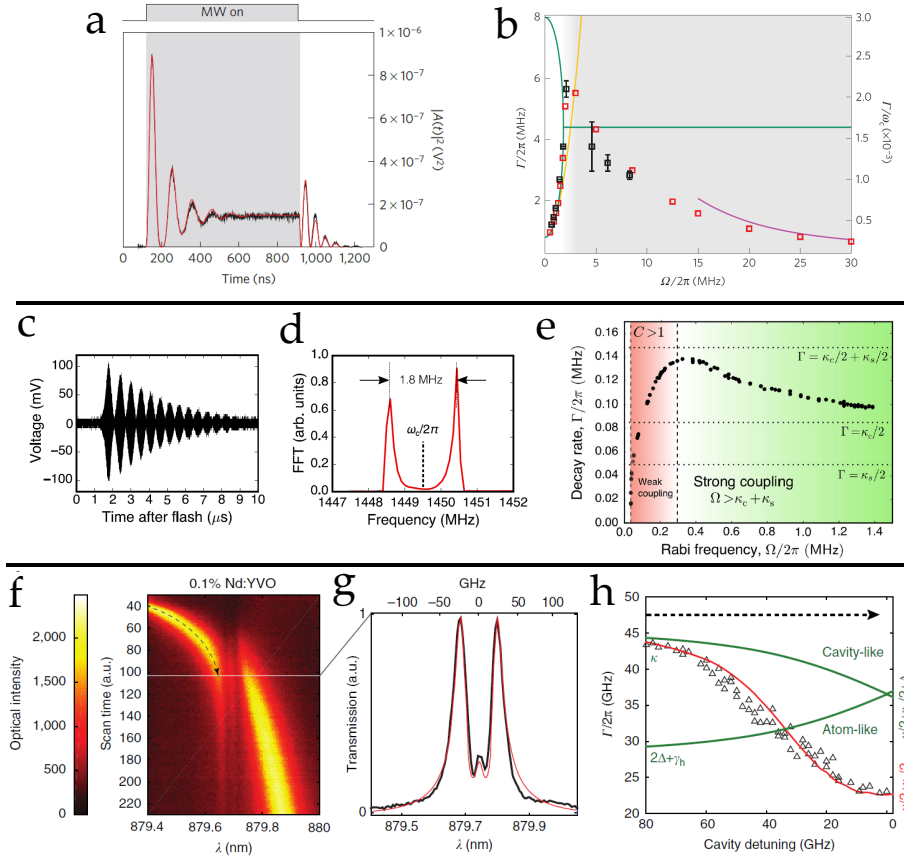 MW on
a
1×10⁻⁶
8×10⁻⁷
6×10⁻⁷
4×10⁻⁷
2×10⁻⁷
0
|A(t)|² (V²)
0 200 400 600 800 1,000 1,200
Time (ns)
b
8
6
4
2
Γ/2π (MHz)
3.0
2.5
2.0
1.5
1.0
0.5
Γ/ω_c (×10⁻³)
0 5 10 15 20 25 30
Ω/2π (MHz)
c
100
50
0
−50
−100
Voltage (mV)
0 1 2 3 4 5 6 7 8 9 10
Time after flash (μs)
d
1.0
0.8
0.6
0.4
0.2
0.0
FFT (arb. units)
1.8 MHz
ω_c/2π
1447 1448 1449 1450 1451 1452
Frequency (MHz)
e
0.16
0.14
0.12
0.10
0.08
0.06
0.04
0.02
0.00
Decay rate, Γ/2π (MHz)
C>1
Γ=κ_c/2+κ_s/2
Γ=κ_c/2
Γ=κ_s/2
Weak
coupling
Strong coupling
Ω>κ_c+κ_s
0.0 0.2 0.4 0.6 0.8 1.0 1.2 1.4
Rabi frequency, Ω/2π (MHz)
f
0.1% Nd:YVO
2,000
1,500
1,000
500
0
Optical intensity
40
60
80
100
120
140
160
180
200
220
Scan time (a.u.)
879.4 879.6 879.8 880
λ (nm)
g
GHz
−100 −50 0 50 100
1
0
Transmission (a.u.)
879.5 879.7 879.9
λ (nm)
h
50
45
40
35
30
25
20
Γ/2π (GHz)
κ
2Δ+γ_h
Cavity-like
Atom-like
80 60 40 20 0
Cavity detuning (GHz)